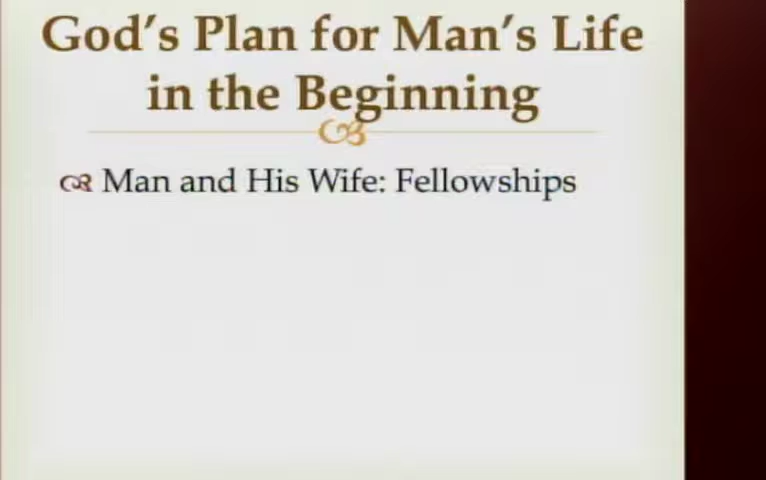 God's Plan for Man's Life
in the Beginning
Man and His Wife: Fellowships